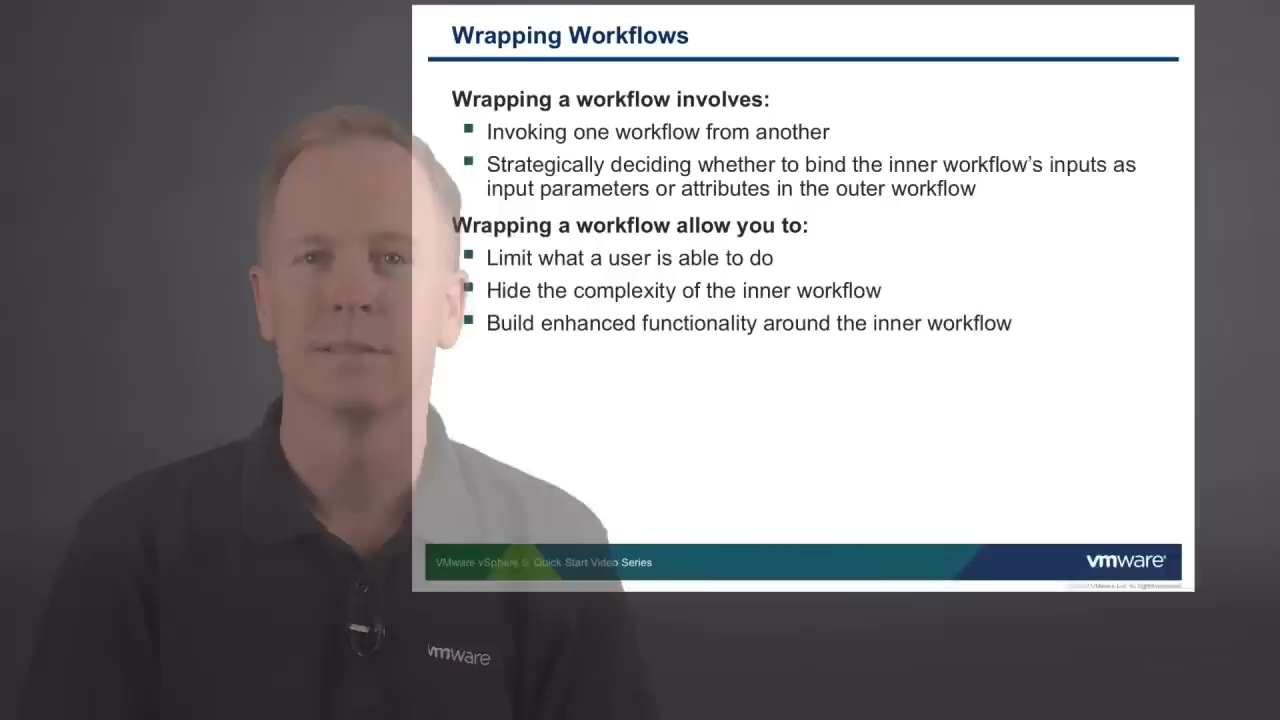 Wrapping Workflows
Wrapping a workflow involves:
Invoking one workflow from another
Strategically deciding whether to bind the inner workflow's inputs as
input parameters or attributes in the outer workflow
Wrapping a workflow allow you to:
Limit what a user is able to do
Hide the complexity of the inner workflow
Build enhanced functionality around the inner workflow
VMware vSphere 5: Quick Start Video Series
vmware
vmware